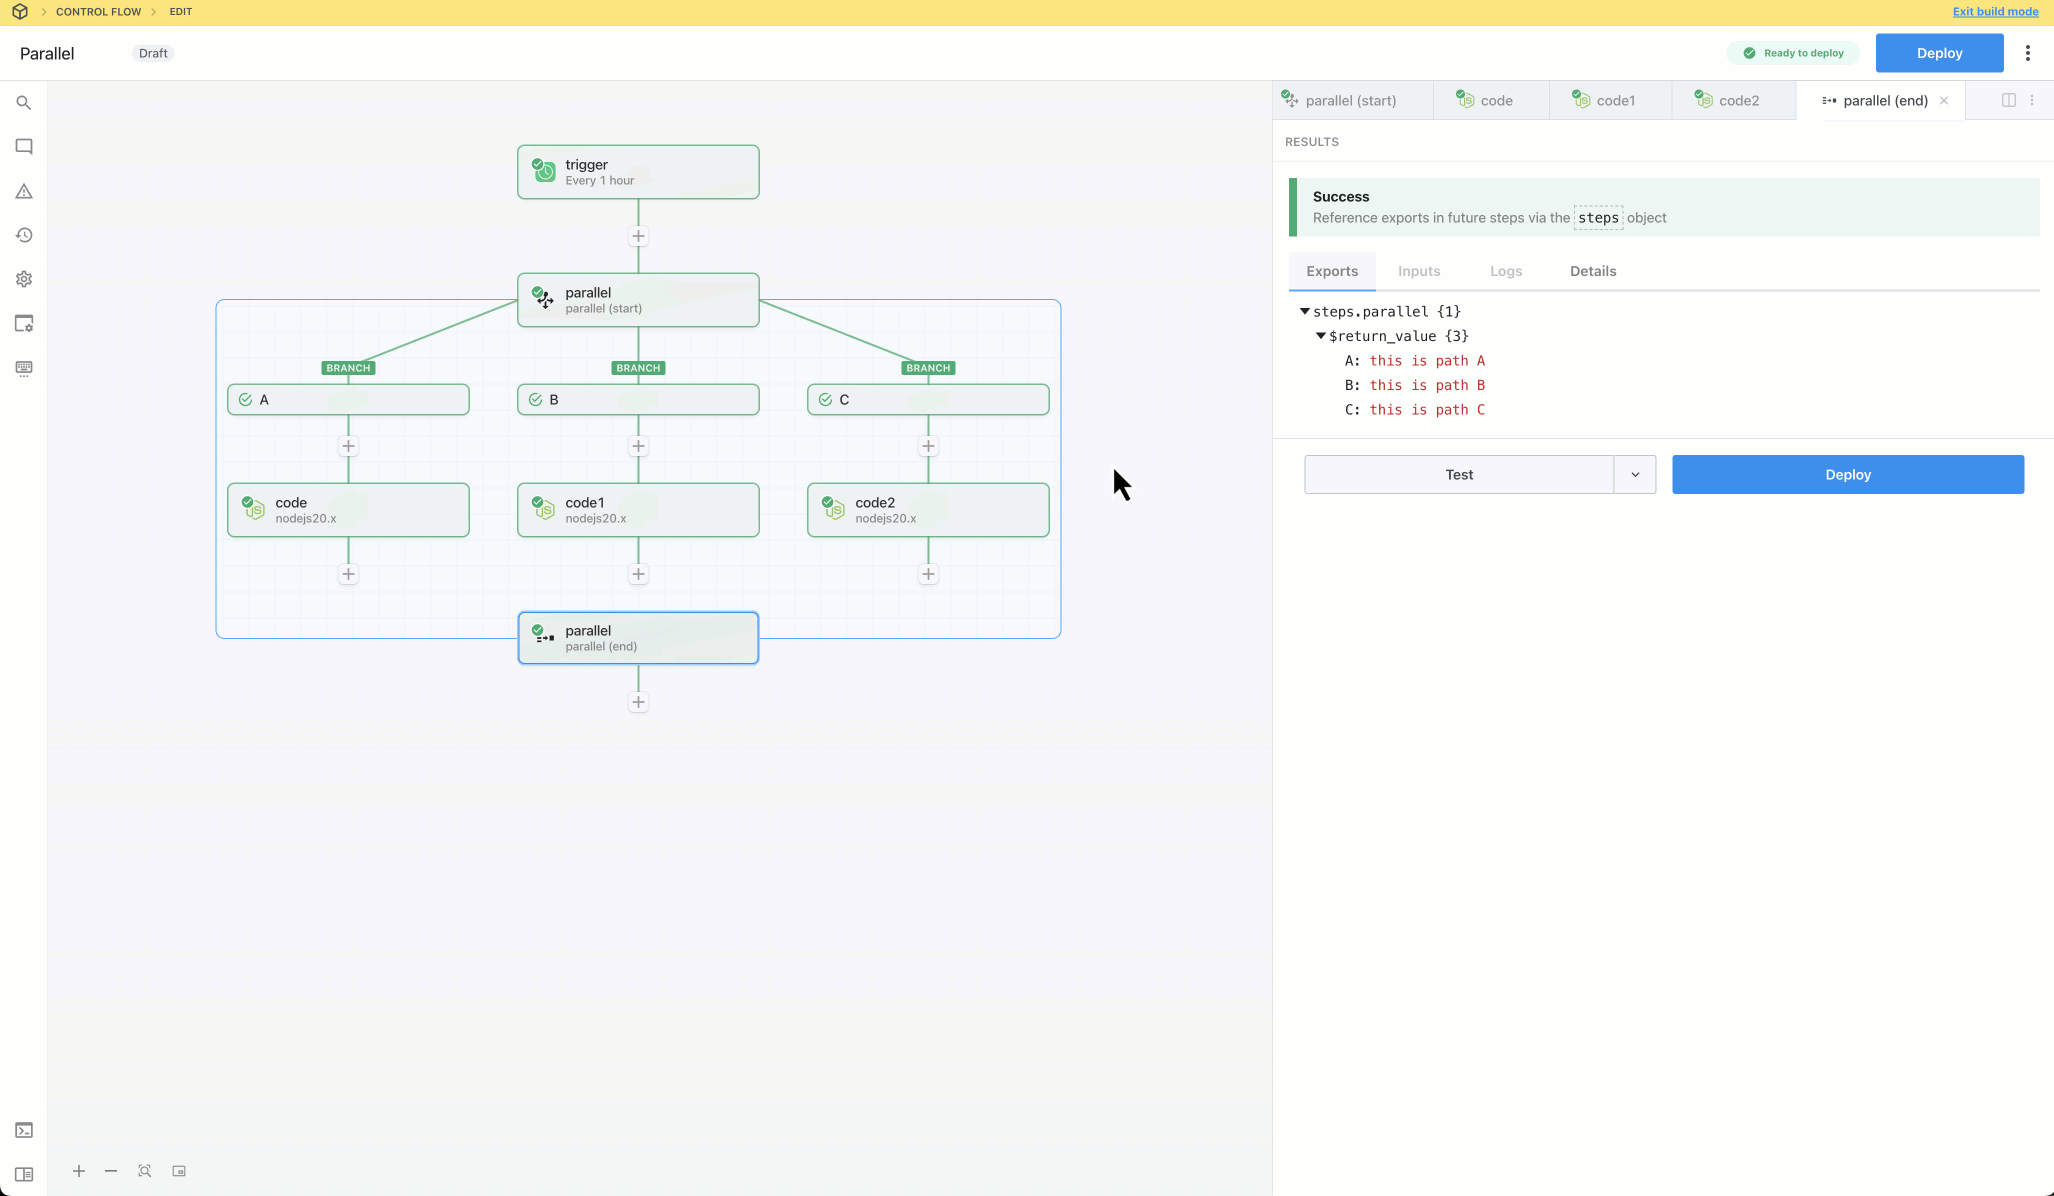 CONTROL FLOW EDIT
Exit build mode
Parallel Draft
Ready to deploy Deploy
parallel (start) code code1 code2 parallel (end)
RESULTS
Success
Reference exports in future steps via the steps object
Exports Inputs Logs Details
steps.parallel {1}
$return_value {3}
A: this is path A
B: this is path B
C: this is path C
Test Deploy
trigger
Every 1 hour
parallel
parallel (start)
BRANCH BRANCH BRANCH
A B C
code code1 code2
nodejs20.x nodejs20.x nodejs20.x
parallel
parallel (end)